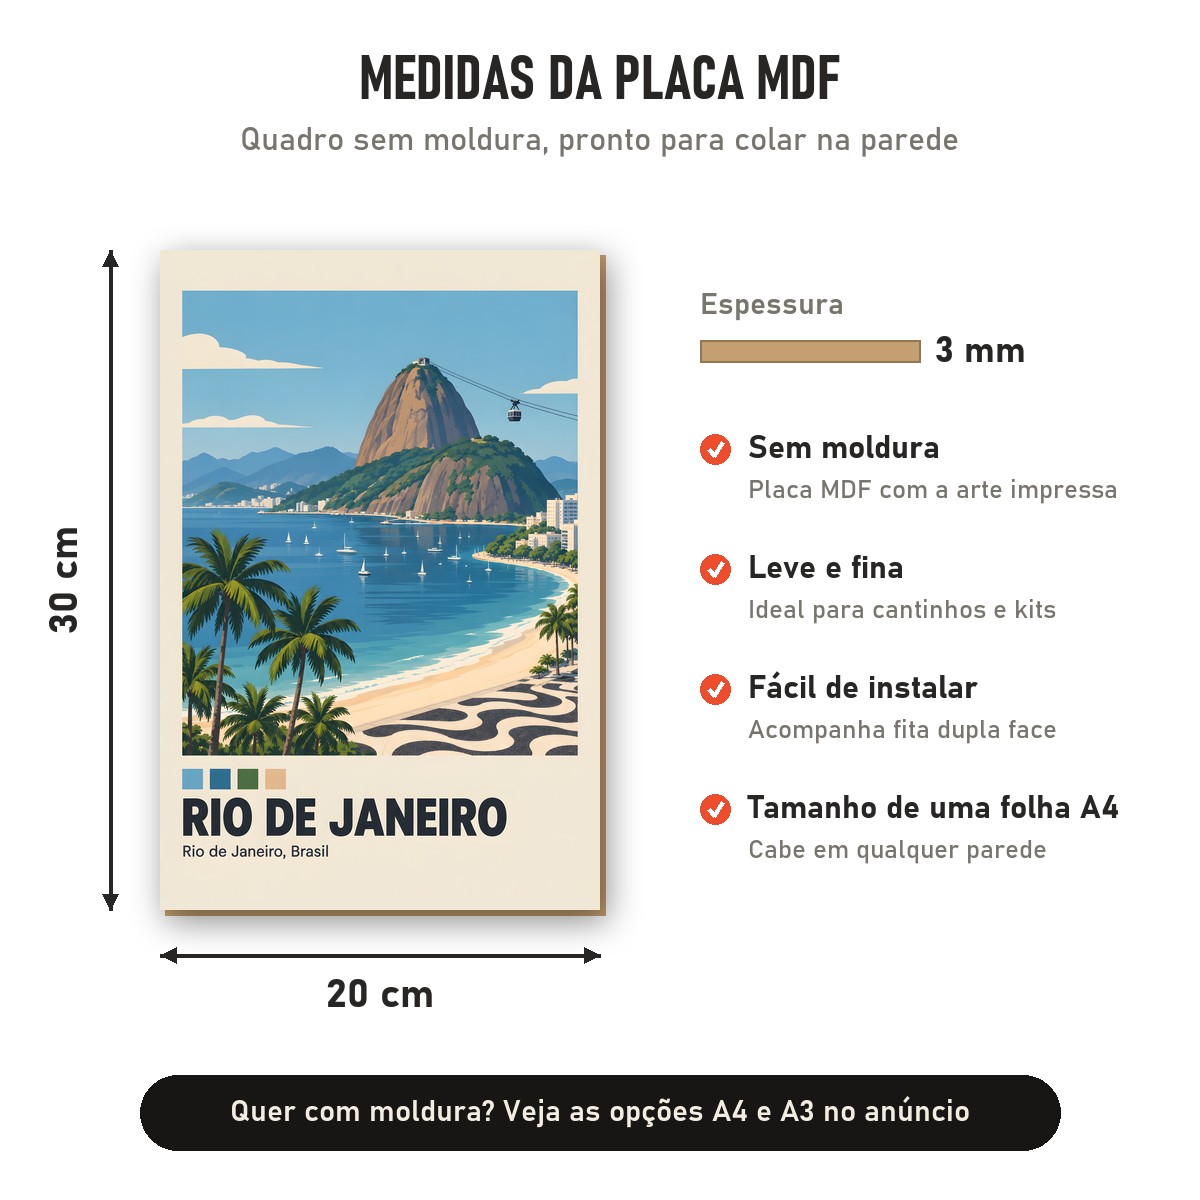 MEDIDAS DA PLACA MDF
Quadro sem moldura, pronto para colar na parede
Espessura
3 mm
Sem moldura
Placa MDF com a arte impressa
Leve e fina
Ideal para cantinhos e kits
Fácil de instalar
Acompanha fita dupla face
Tamanho de uma folha A4
Cabe em qualquer parede
30 cm
RIO DE JANEIRO
Rio de Janeiro, Brasil
20 cm
Quer com moldura? Veja as opções A4 e A3 no anúncio